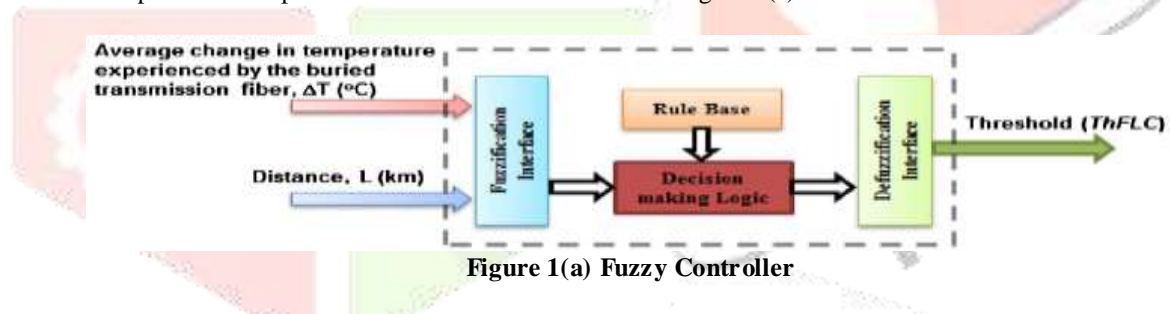 Average change in temperature
experienced by the buried
transmission fiber, ΔT (°C)
Distance, L (km)
Fuzzification
Interface
Rule Base
Decision
making Logic
Defuzzification
Interface
Threshold (ThFLC)
Figure 1(a) Fuzzy Controller